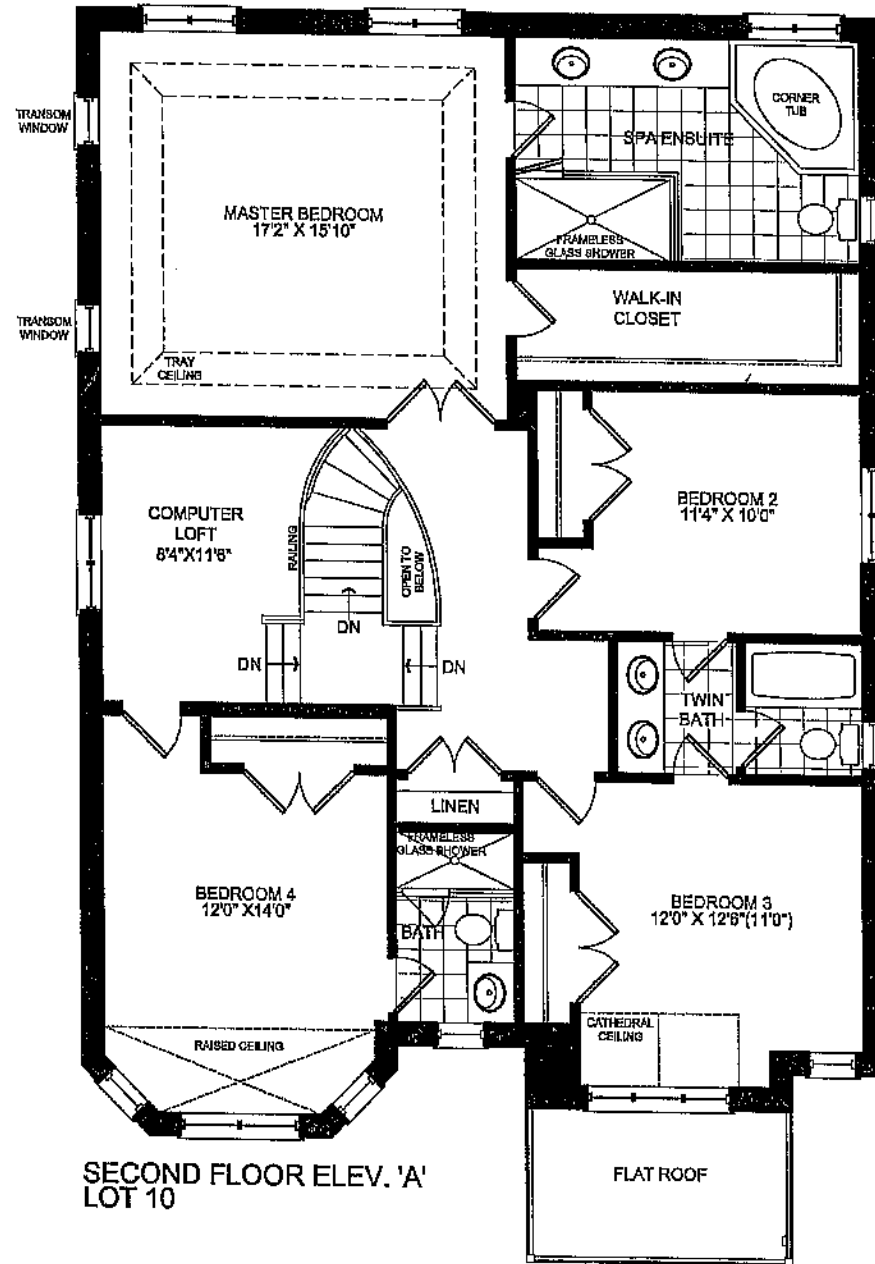 TRANSOM
WINDOW
CORNER
TUB
SPA ENSUITE
MASTER BEDROOM
17'2" X 15'10"
FRAMELESS
GLASS SHOWER
WALK-IN
CLOSET
TRANSOM
WINDOW
TRAY
CEILING
BEDROOM 2
11'4" X 10'0"
COMPUTER
LOFT
8'4"X11'8"
RAILING
OPEN TO
BELOW
DN
DN
DN
TWIN
BATH
LINEN
FRAMELESS
GLASS SHOWER
BEDROOM 4
12'0" X14'0"
BATH
BEDROOM 3
12'0" X 12'6"(11'0")
CATHEDRAL
CEILING
RAISED CEILING
SECOND FLOOR ELEV. 'A'
LOT 10
FLAT ROOF